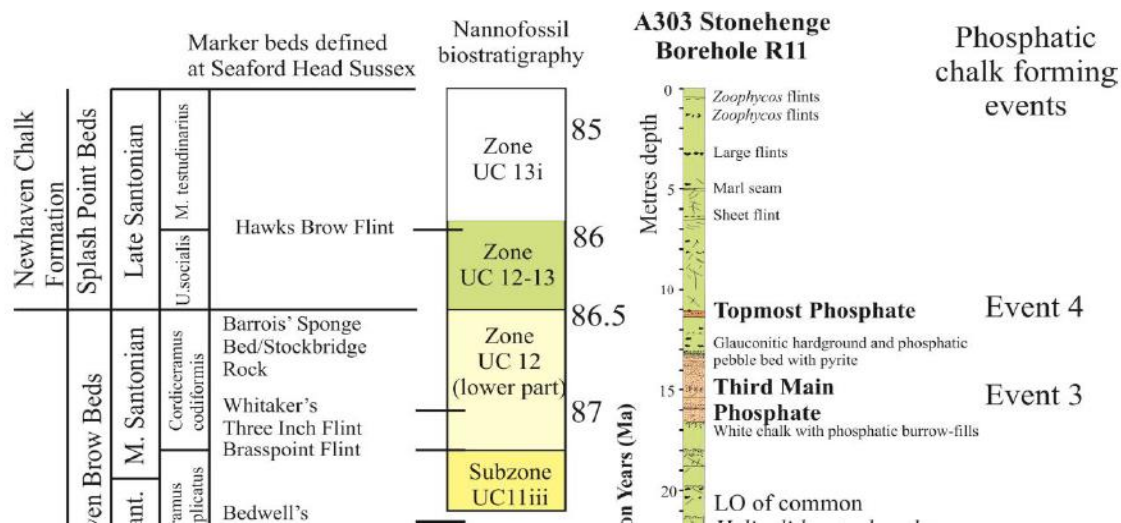 Marker beds defined
at Seaford Head Sussex
Nannofossil
biostratigraphy
A303 Stonehenge
Borehole R11
Phosphatic
chalk forming
events
Newhaven Chalk
Formation
Splash Point Beds
Late Santonian
M. testudinarius
U.socialis
Hawks Brow Flint
Zone
UC 13i
Zone
UC 12-13
85
86
86.5
Metres depth
0
Zoophycos flints
Zoophycos flints
Large flints
5
Marl seam
Sheet flint
10
Topmost Phosphate
Event 4
Glauconitic hardground and phosphatic
pebble bed with pyrite
15
Third Main
Phosphate
Event 3
White chalk with phosphatic burrow-fills
20
LO of common
Brow Beds
M. Santonian
Cordiceramus
codiformis
Barrois' Sponge
Bed/Stockbridge
Rock
Whitaker's
Three Inch Flint
Brasspoint Flint
Bedwell's
Zone
UC 12
(lower part)
87
Subzone
UC11iii
Years (Ma)